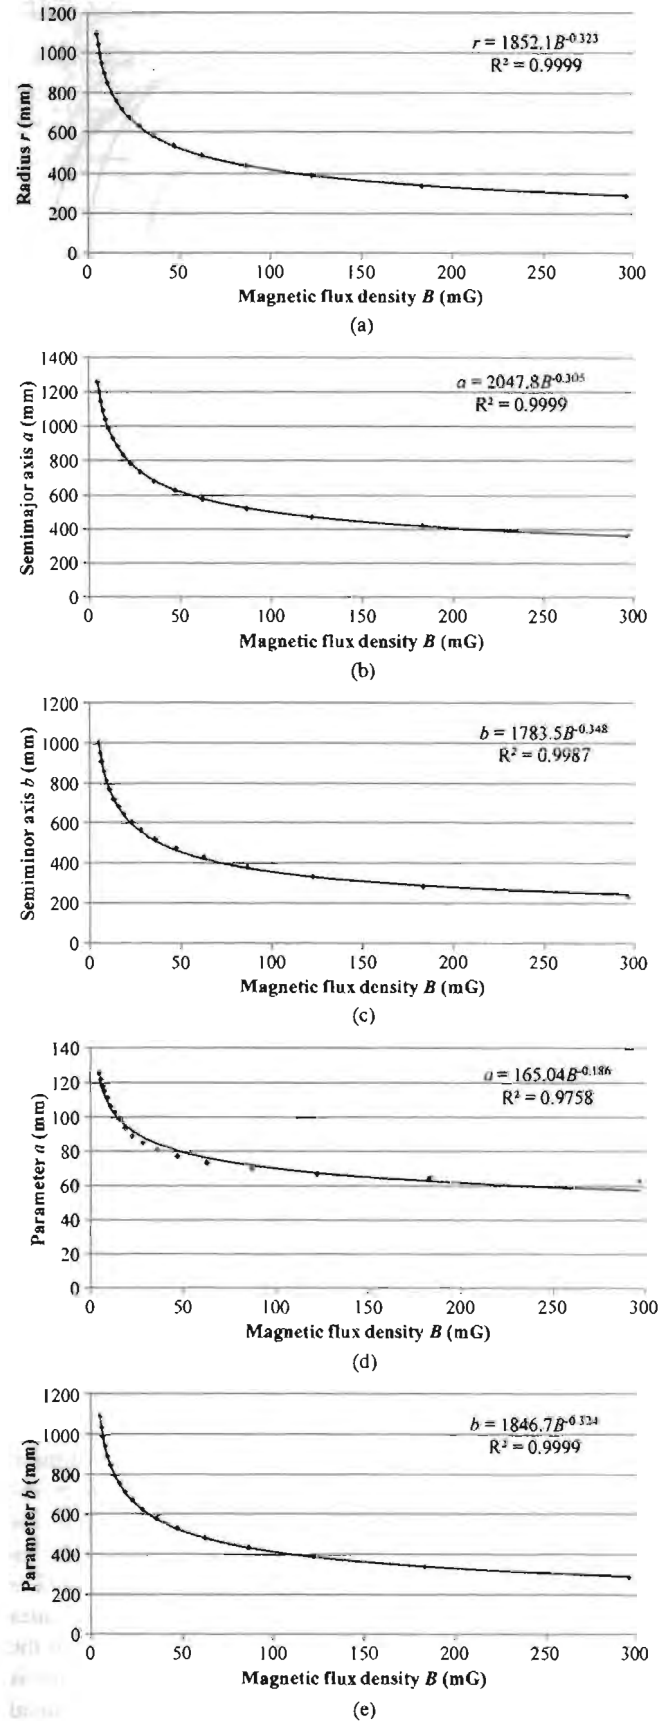 1200
1000
800
600
400
200
0
0 50 100 150 200 250 300
Radius r (mm)
r = 1852.1B^-0.323
R² = 0.9999
Magnetic flux density B (mG)
(a)
1400
1200
1000
800
600
400
200
0
0 50 100 150 200 250 300
Semimajor axis a (mm)
a = 2047.8B^-0.305
R² = 0.9999
Magnetic flux density B (mG)
(b)
1200
1000
800
600
400
200
0
0 50 100 150 200 250 300
Semiminor axis b (mm)
b = 1783.5B^-0.348
R² = 0.9987
Magnetic flux density B (mG)
(c)
140
120
100
80
60
40
20
0
0 50 100 150 200 250 300
Parameter a (mm)
a = 165.04B^-0.186
R² = 0.9758
Magnetic flux density B (mG)
(d)
1200
1000
800
600
400
200
0
0 50 100 150 200 250 300
Parameter b (mm)
b = 1846.7B^-0.324
R² = 0.9999
Magnetic flux density B (mG)
(e)